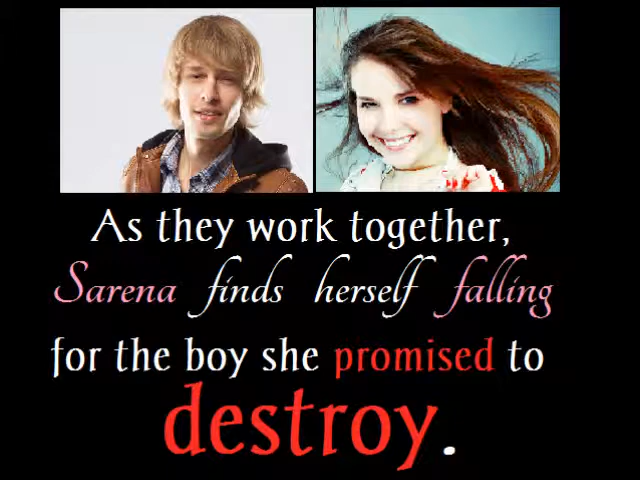 As they work together,
Sarena finds herself falling
for the boy she promised to
destroy.